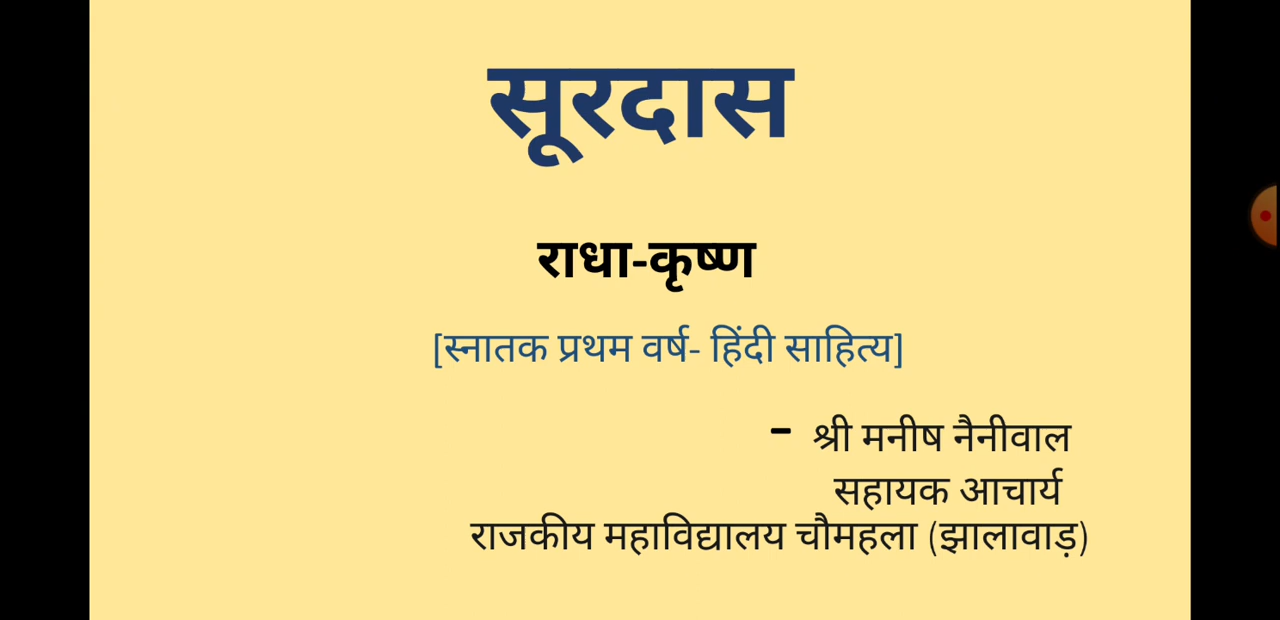 सूरदास
राधा-कृष्ण
[स्नातक प्रथम वर्ष- हिंदी साहित्य]
- श्री मनीष नैनीवाल
सहायक आचार्य
राजकीय महाविद्यालय चौमहला (झालावाड़)